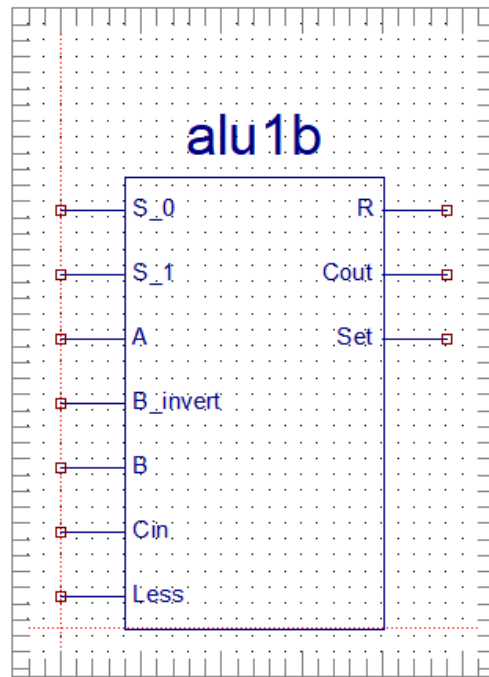 alu1b
S_0 R
S_1 Cout
A Set
B_invert
B
Cin
Less